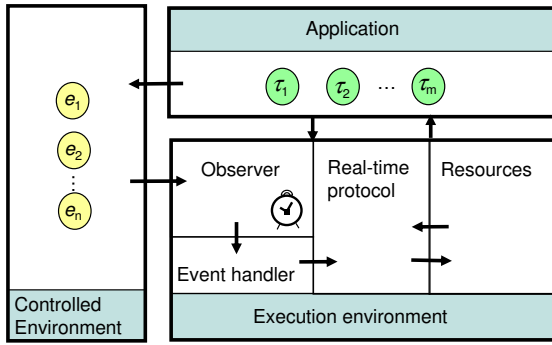 Application
τ1 τ2 ... τm
e1
e2
⋮
en
Observer
Real-time
protocol
Resources
Event handler
Controlled
Environment
Execution environment